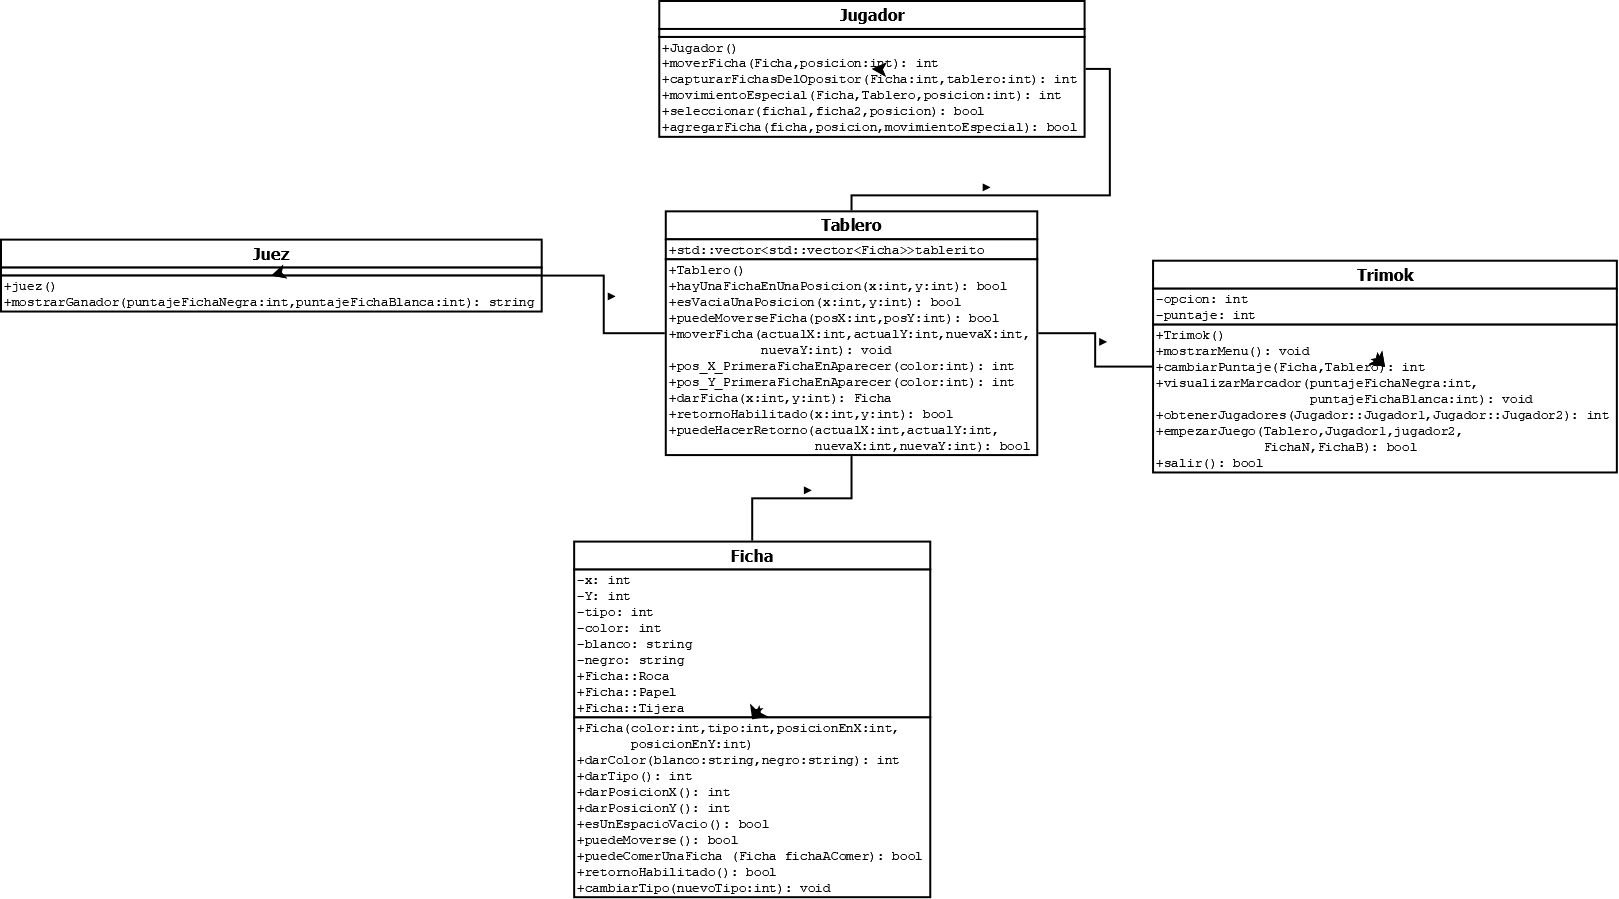 Jugador
+Jugador()
+moverFicha(Ficha,posicion:int): int
+capturarFichasDelOpositor(Ficha:int,tablero:int): int
+movimientoEspecial(Ficha,Tablero,posicion:int): int
+seleccionar(ficha1,ficha2,posicion): bool
+agregarFicha(ficha,posicion,movimientoEspecial): bool
Juez
+juez()
+mostrarGanador(puntajeFichaNegra:int,puntajeFichaBlanca:int): string
Tablero
+std::vector<std::vector<Ficha>>tablerito
+Tablero()
+hayUnaFichaEnUnaPosicion(x:int,y:int): bool
+esVaciaUnaPosicion(x:int,y:int): bool
+puedeMoverseFicha(posX:int,posY:int): bool
+moverFicha(actualX:int,actualY:int,nuevaX:int,
nuevaY:int): void
+pos_X_PrimeraFichaEnAparecer(color:int): int
+pos_Y_PrimeraFichaEnAparecer(color:int): int
+darFicha(x:int,y:int): Ficha
+retornoHabilitado(x:int,y:int): bool
+puedeHacerRetorno(actualX:int,actualY:int,
nuevaX:int,nuevaY:int): bool
Trimok
-opcion: int
-puntaje: int
+Trimok()
+mostrarMenu(): void
+cambiarPuntaje(Ficha,Tablero): int
+visualizarMarcador(puntajeFichaNegra:int,
puntajeFichaBlanca:int): void
+obtenerJugadores(Jugador::Jugador1,Jugador::Jugador2): int
+empezarJuego(Tablero,Jugador1,jugador2,
FichaN,FichaB): bool
+salir(): bool
Ficha
-x: int
-Y: int
-tipo: int
-color: int
-blanco: string
-negro: string
+Ficha::Roca
+Ficha::Papel
+Ficha::Tijera
+Ficha(color:int,tipo:int,posicionEnX:int,
posicionEnY:int)
+darColor(blanco:string,negro:string): int
+darTipo(): int
+darPosicionX(): int
+darPosicionY(): int
+esUnEspacioVacio(): bool
+puedeMoverse(): bool
+puedeComerUnaFicha (Ficha fichaAComer): bool
+retornoHabilitado(): bool
+cambiarTipo(nuevoTipo:int): void